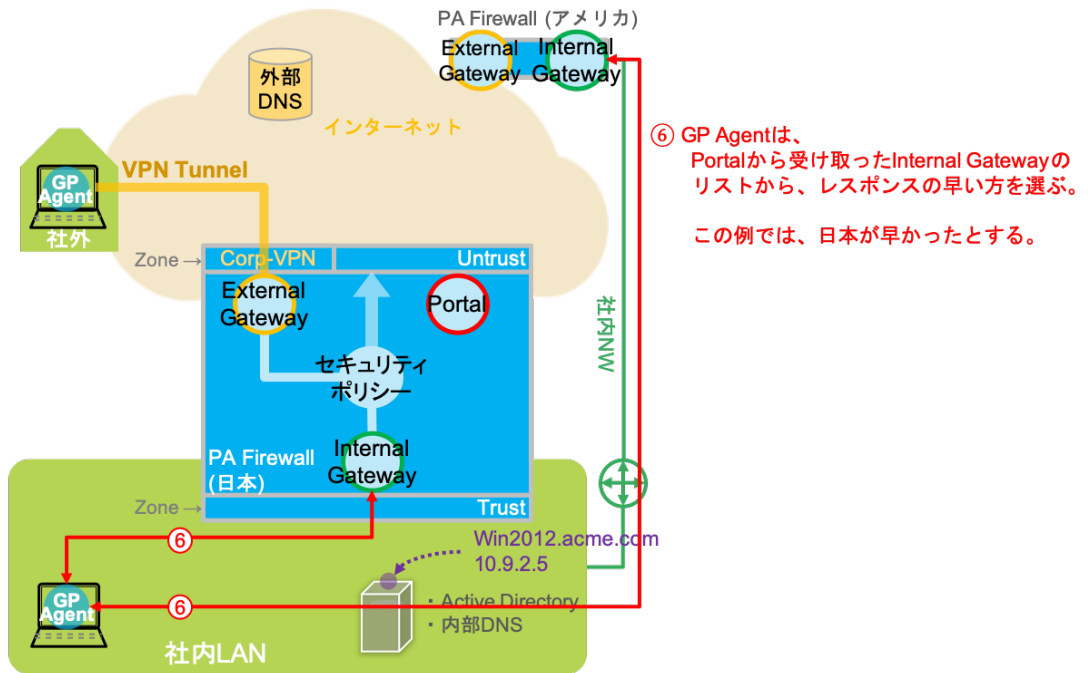 PA Firewall (アメリカ)
External
Gateway
Internal
Gateway
外部
DNS
インターネット
⑥ GP Agentは、
Portalから受け取ったInternal Gatewayの
リストから、レスポンスの早い方を選ぶ。
この例では、日本が早かったとする。
VPN Tunnel
GP
Agent
社外
Zone→
Corp-VPN
Untrust
External
Gateway
Portal
社内NW
セキュリティ
ポリシー
Internal
Gateway
PA Firewall
(日本)
Zone→
Trust
⑥
Win2012.acme.com
10.9.2.5
GP
Agent
⑥
・Active Directory
・内部DNS
社内LAN